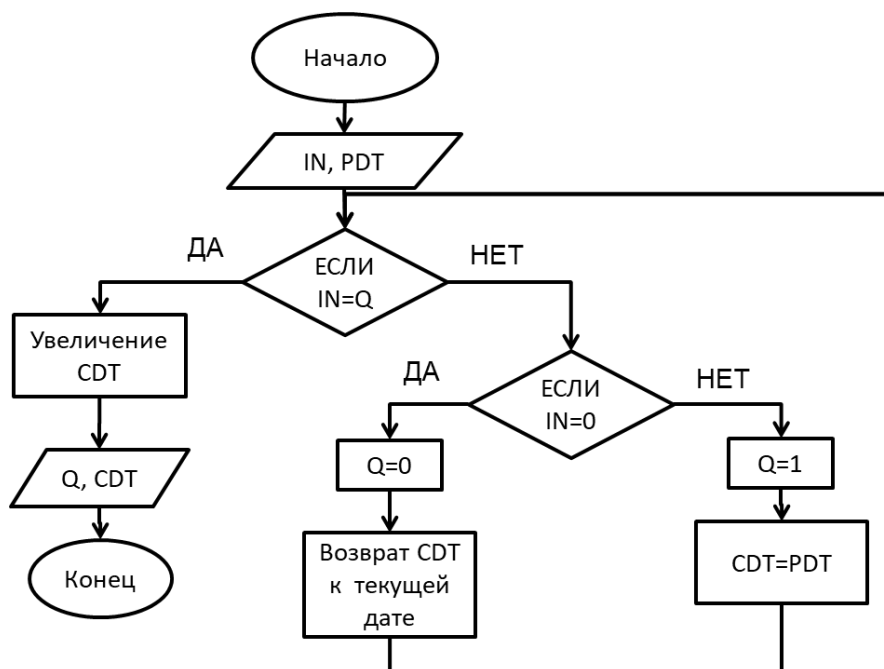 Начало
IN, PDT
ДА
НЕТ
ЕСЛИ
IN=Q
Увеличение
CDT
ДА
НЕТ
ЕСЛИ
IN=0
Q=0
Q=1
Q, CDT
Возврат CDT
к текущей
дате
CDT=PDT
Конец